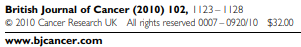 British Journal of Cancer (2010) 102, 1123–1128
© 2010 Cancer Research UK All rights reserved 0007–0920/10 $32.00
www.bjcancer.com